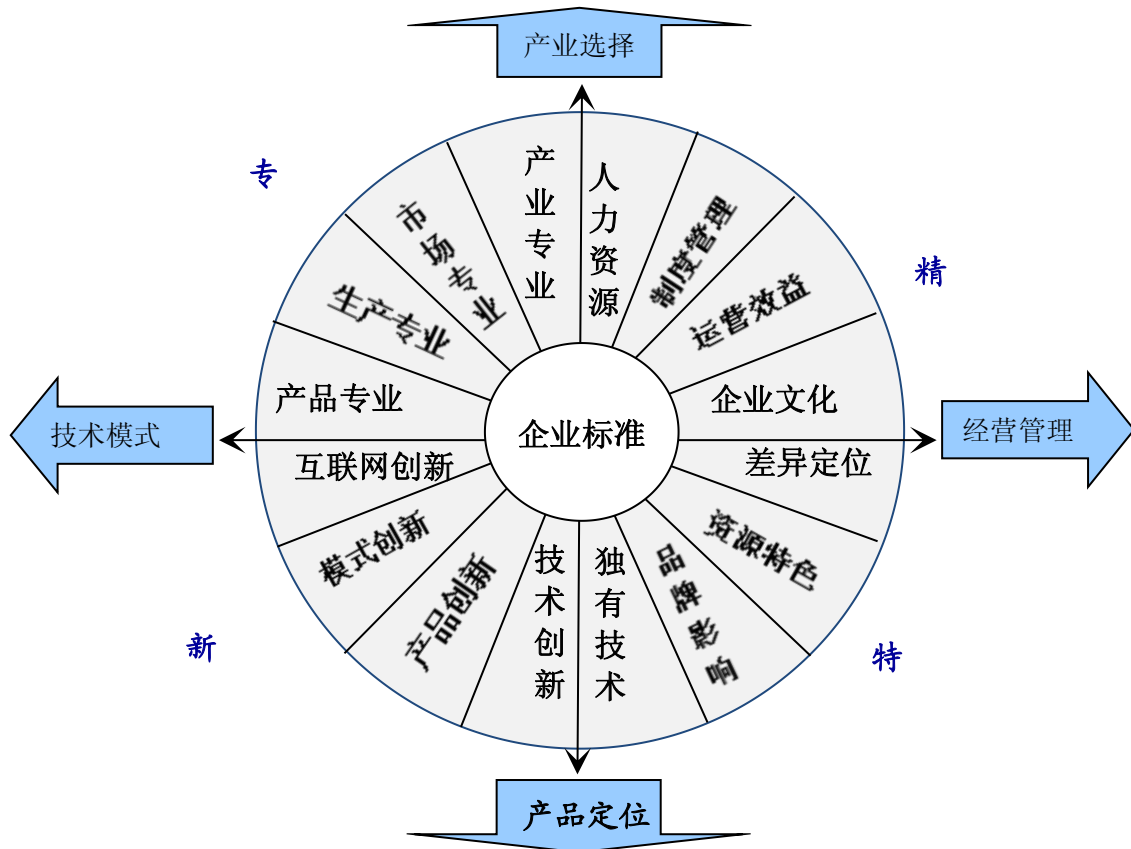 产业选择
专
精
新
特
技术模式
经营管理
产品定位
企业标准
产业专业
市场专业
生产专业
产品专业
人力资源
制度管理
运营效益
企业文化
互联网创新
模式创新
产品创新
技术创新
差异定位
资源特色
品牌影响
独有技术